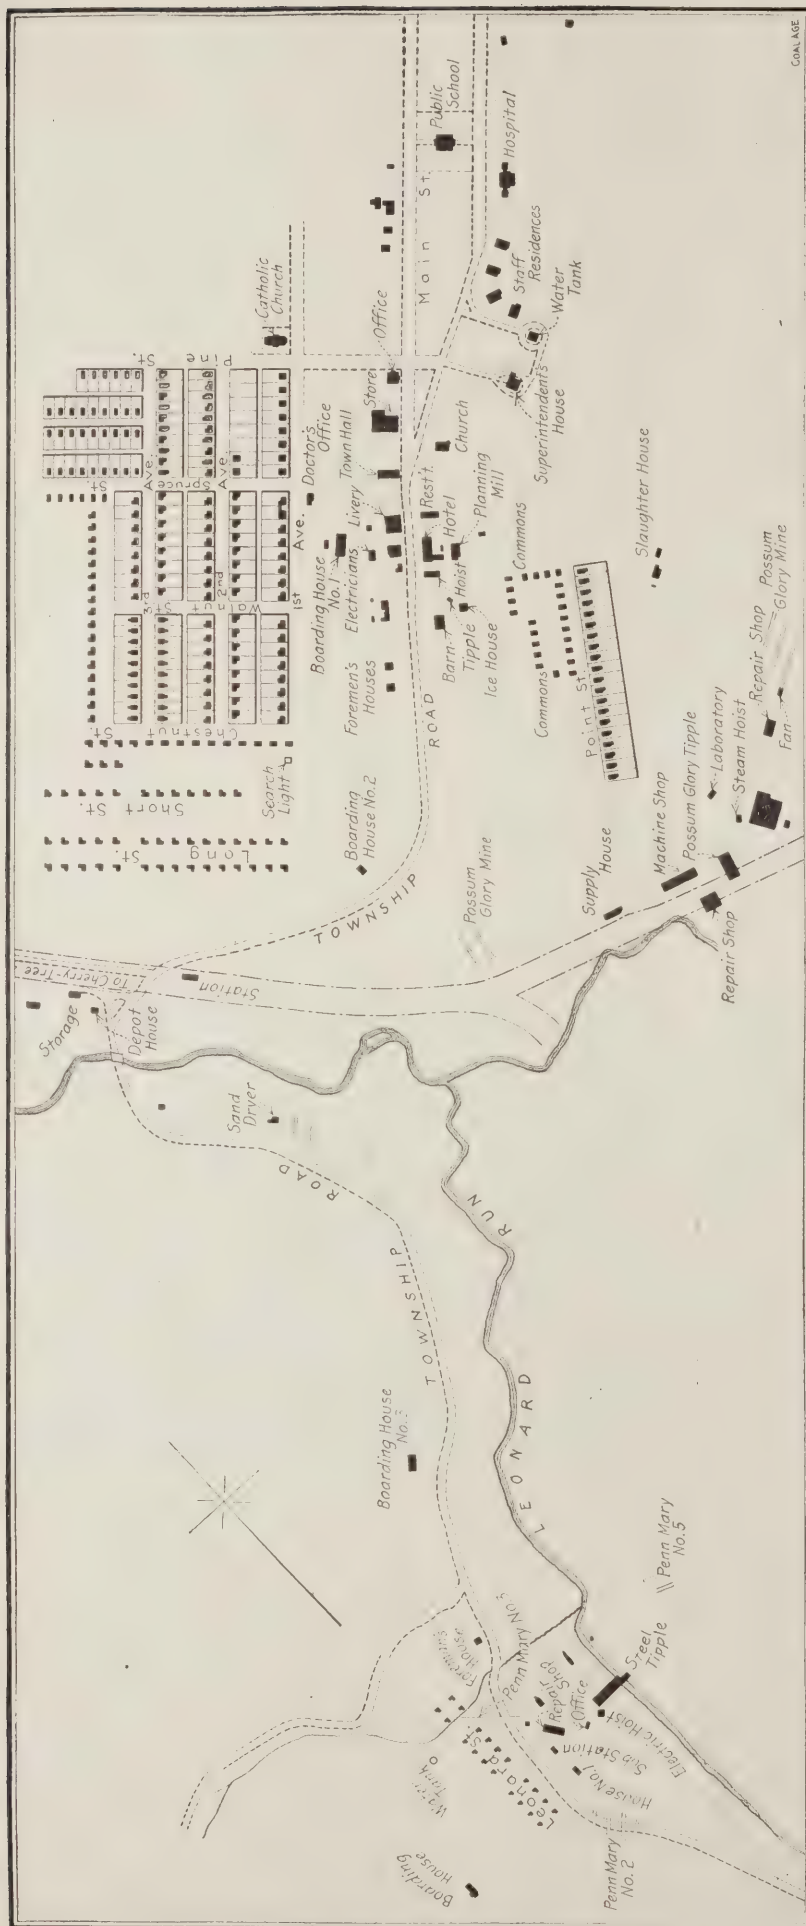 COAL AGE
Public
School
Hospital
Main St.
Staff
Residences
Water
Tank
Catholic
Church
Office
Pine St.
Store
Superintendent's
House
Doctor's
Office
Town Hall
Church
Spruce
St.
Ave.
Ave.
Livery
Rest't.
Hotel
Planning
Mill
Slaughter House
3rd
2nd
1st
Ave.
Walnut St.
Boarding House
No. 1
Electricians
Hoist
Commons
Barn
Tipple
Ice House
Foremen's
Houses
ROAD
Commons
Point St.
Chestnut
St.
Search
Light
Short
St.
Long
St.
Boarding
House No. 2
TOWNSHIP
Possum
Glory Mine
Supply
House
Machine Shop
Possum Glory Tipple
Laboratory
Steam Hoist
Repair Shop
Possum
Glory Mine
Fan
Repair Shop
To Cherry-Tree
Station
Storage
Depot
House
Sand
Dryer
ROAD
TOWNSHIP
LEONARD RUN
Boarding House
Penn Mary
No. 5
Foreman's
House
Penn Mary No. 3
Steel
Tipple
Repair
Shop
Office
Electric Hoist
Sub Station
House No. 1
Leonard St.
Water
Tank
Boarding
House
Penn Mary
No. 2